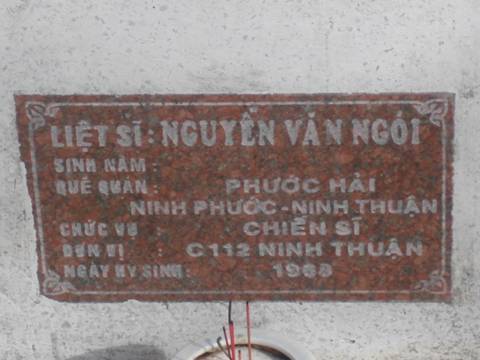 LIỆT SĨ : NGUYỄN VĂN NGÓI
SINH NĂM :
QUÊ QUÁN : PHƯỚC HẢI
NINH PHƯỚC - NINH THUẬN
CHỨC VỤ : CHIẾN SĨ
ĐƠN VỊ : C112 NINH THUẬN
NGÀY HY SINH : 1968